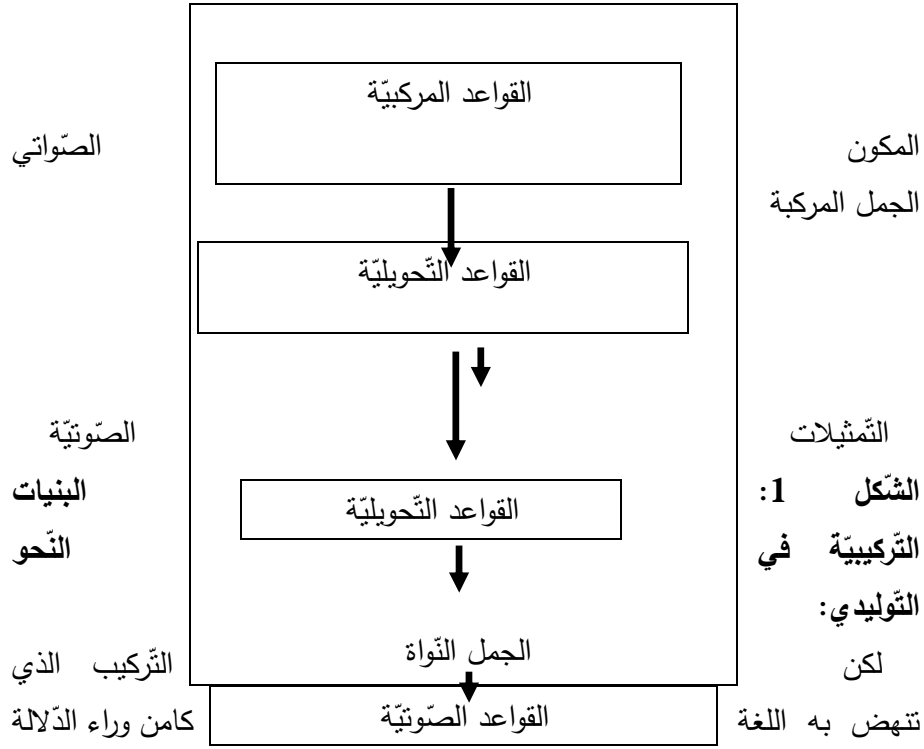 القواعد المركبيّة
المكون الصّواتي
الجمل المركبة
القواعد التّحويليّة
التّمثيلات الصّوتيّة
الشّكل 1: البنيات
القواعد التّحويليّة
التّركيبيّة في النّحو
التّوليدي:
الجمل النّواة
لكن التّركيب الذي
تنهض به اللغة كامن وراء الدّلالة
القواعد الصّوتيّة